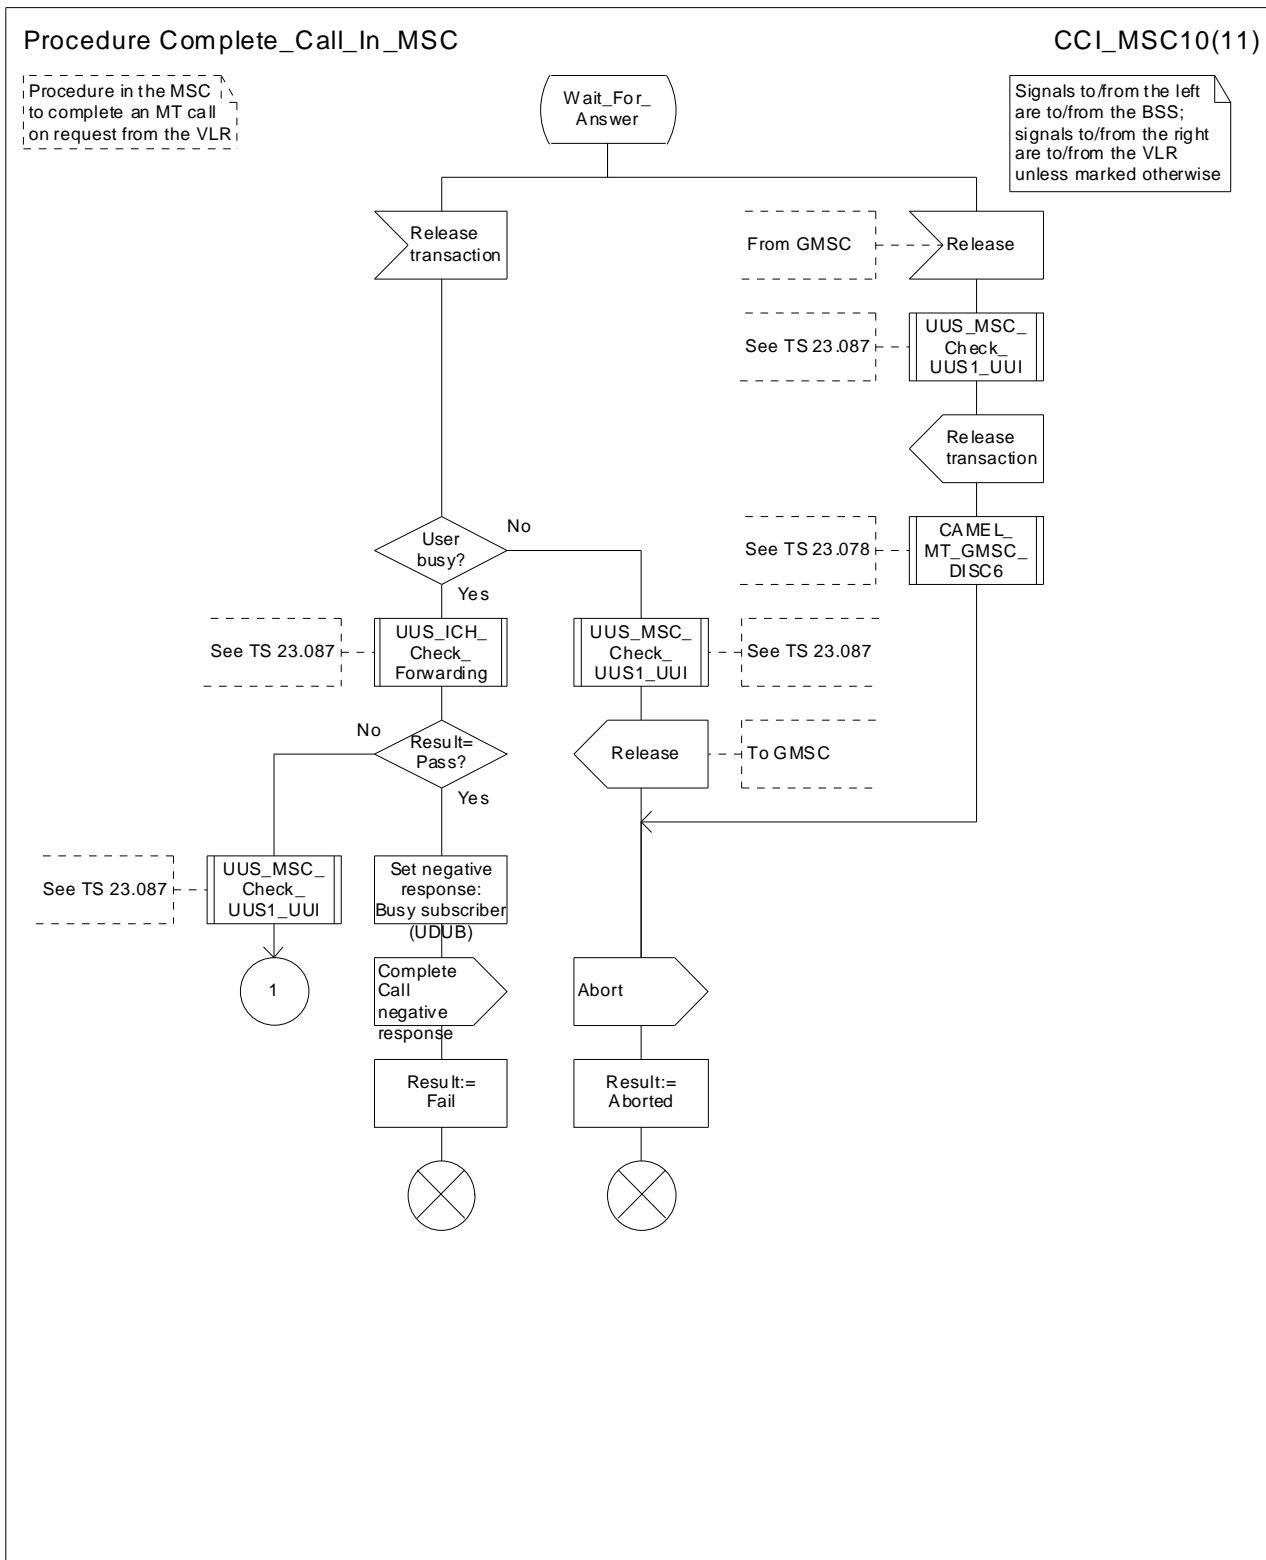 Procedure Complete_Call_In_MSC
CCI_MSC10(11)
Procedure in the MSC
to complete an MT call
on request from the VLR
Wait_For_
Answer
Signals to/from the left
are to/from the BSS;
signals to/from the right
are to/from the VLR
unless marked otherwise
Release
transaction
From GMSC
Release
See TS 23.087
UUS_MSC_
Check_
UUS1_UUI
Release
transaction
User
busy?
No
Yes
See TS 23.078
CAMEL_
MT_GMSC_
DISC6
See TS 23.087
UUS_ICH_
Check_
Forwarding
UUS_MSC_
Check_
UUS1_UUI
See TS 23.087
No
Result=
Pass?
Yes
Release
To GMSC
See TS 23.087
UUS_MSC_
Check_
UUS1_UUI
Set negative
response:
Busy subscriber
(UDUB)
1
Complete
Call
negative
response
Abort
Result:=
Fail
Result:=
Aborted